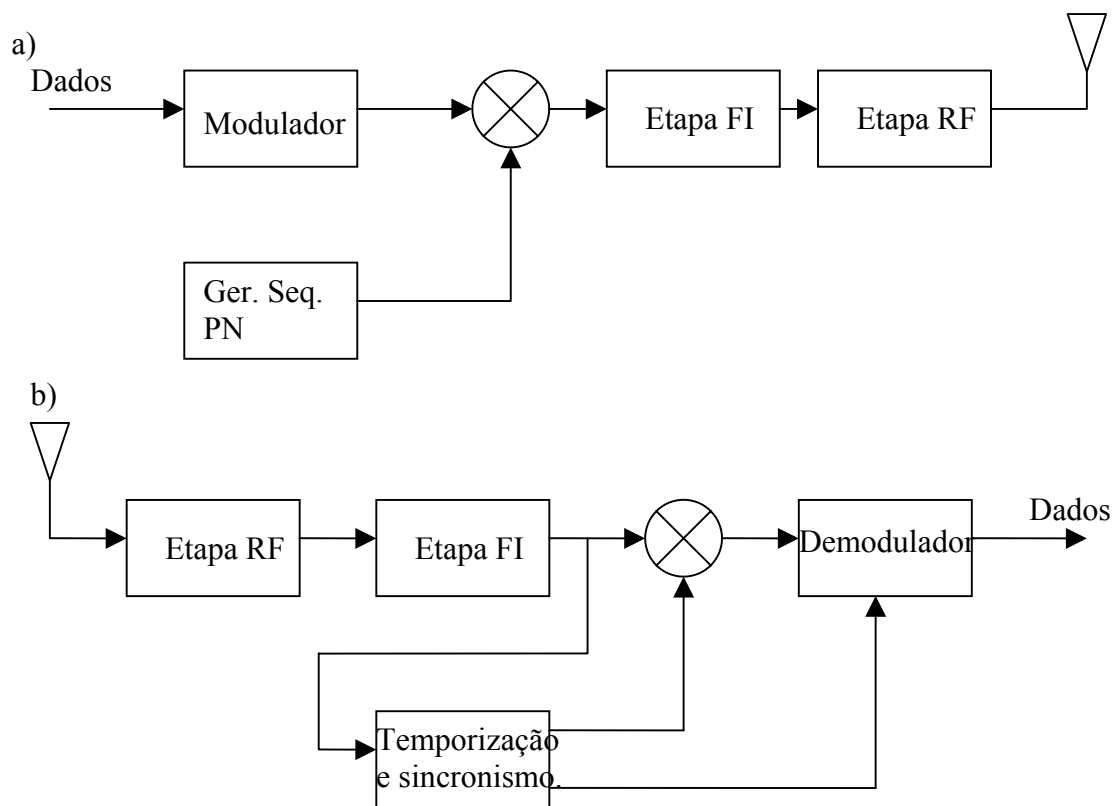 a)
Dados
Modulador
Etapa FI
Etapa RF
Ger. Seq.
PN
b)
Etapa RF
Etapa FI
Demodulador
Dados
Temporização
e sincronismo.